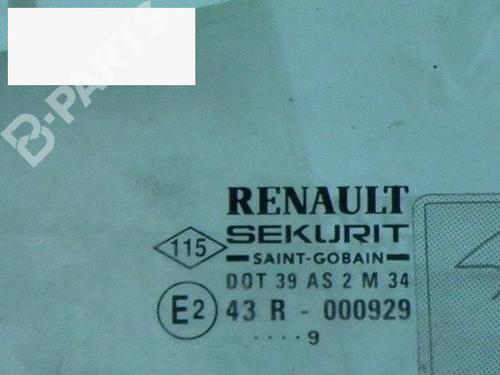 B-PARTS
RENAULT
115 SEKURIT
SAINT-GOBAIN
DOT 39 AS 2 M 34
E2 43 R - 000929
.... 9